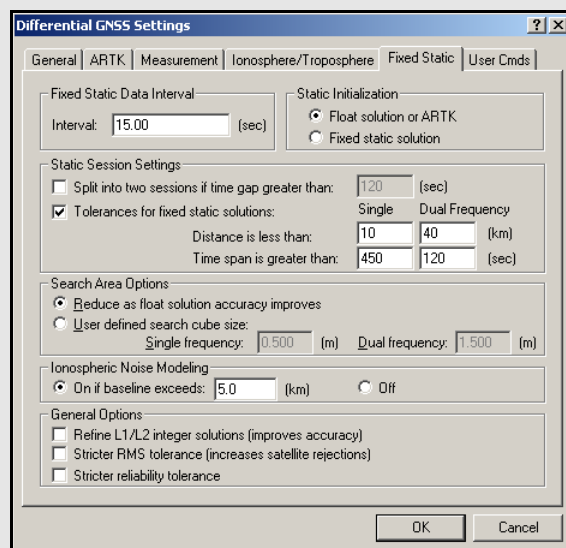 Differential GNSS Settings
General ARTK Measurement Ionosphere/Troposphere Fixed Static User Cmds
Fixed Static Data Interval
Interval: 15.00 (sec)
Static Initialization
Float solution or ARTK
Fixed static solution
Static Session Settings
Split into two sessions if time gap greater than: 120 (sec)
Tolerances for fixed static solutions: Single Dual Frequency
Distance is less than: 10 40 (km)
Time span is greater than: 450 120 (sec)
Search Area Options
Reduce as float solution accuracy improves
User defined search cube size:
Single frequency: 0.500 (m) Dual frequency: 1.500 (m)
Ionospheric Noise Modeling
On if baseline exceeds: 5.0 (km) Off
General Options
Refine L1/L2 integer solutions (improves accuracy)
Stricter RMS tolerance (increases satellite rejections)
Stricter reliability tolerance
OK Cancel